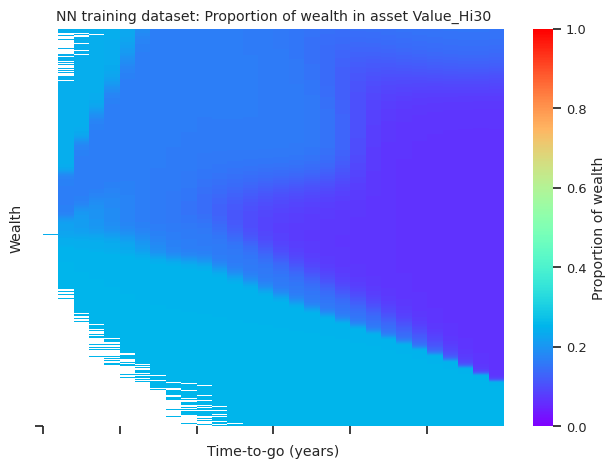 NN training dataset: Proportion of wealth in asset Value_Hi30
1.0
0.8
0.6
0.4
0.2
0.0
Proportion of wealth
Wealth
Time-to-go (years)